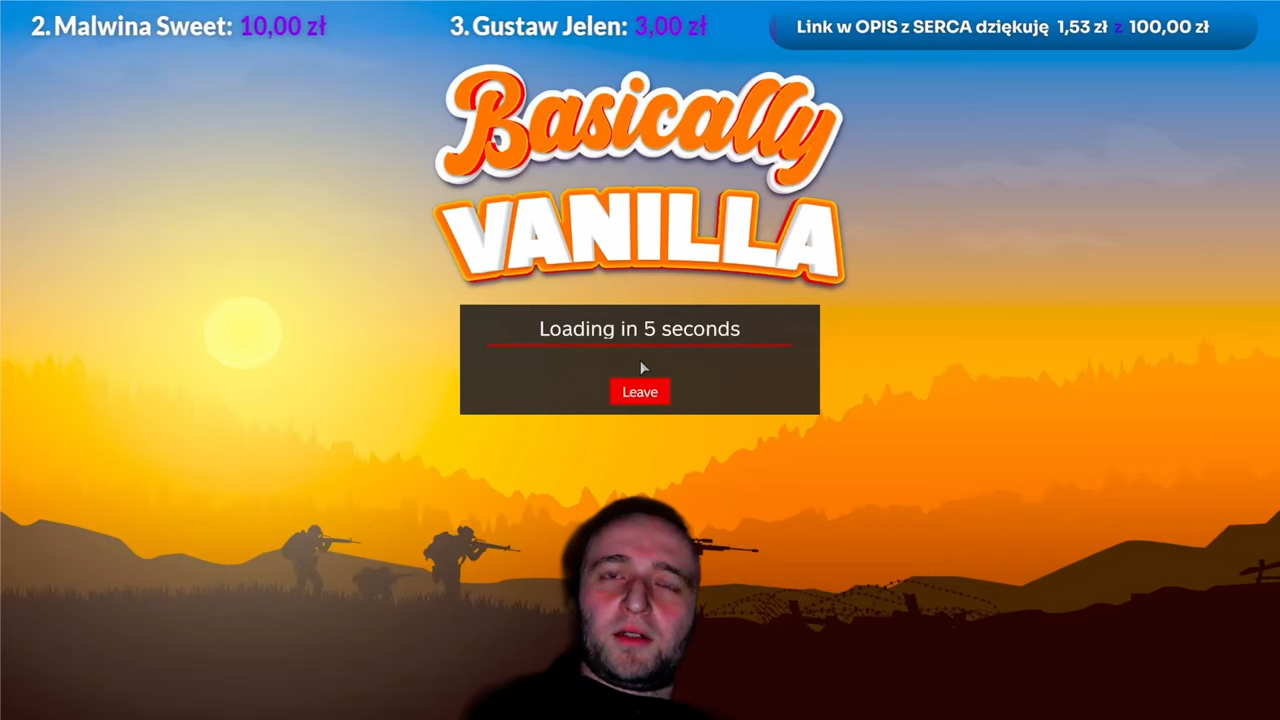 2. Malwina Sweet: 10,00 zł
3. Gustaw Jelen: 3,00 zł
Link w OPIS z SERCA dziękuję 1,53 zł z 100,00 zł
Basically
VANILLA
Loading in 5 seconds
Leave